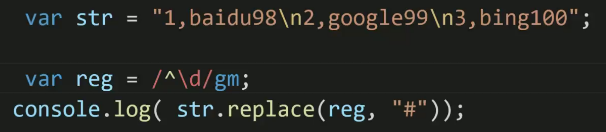 var str = "1,baidu98\n2,google99\n3,bing100";
var reg = /^\d/gm;
console.log( str.replace(reg, "#"));